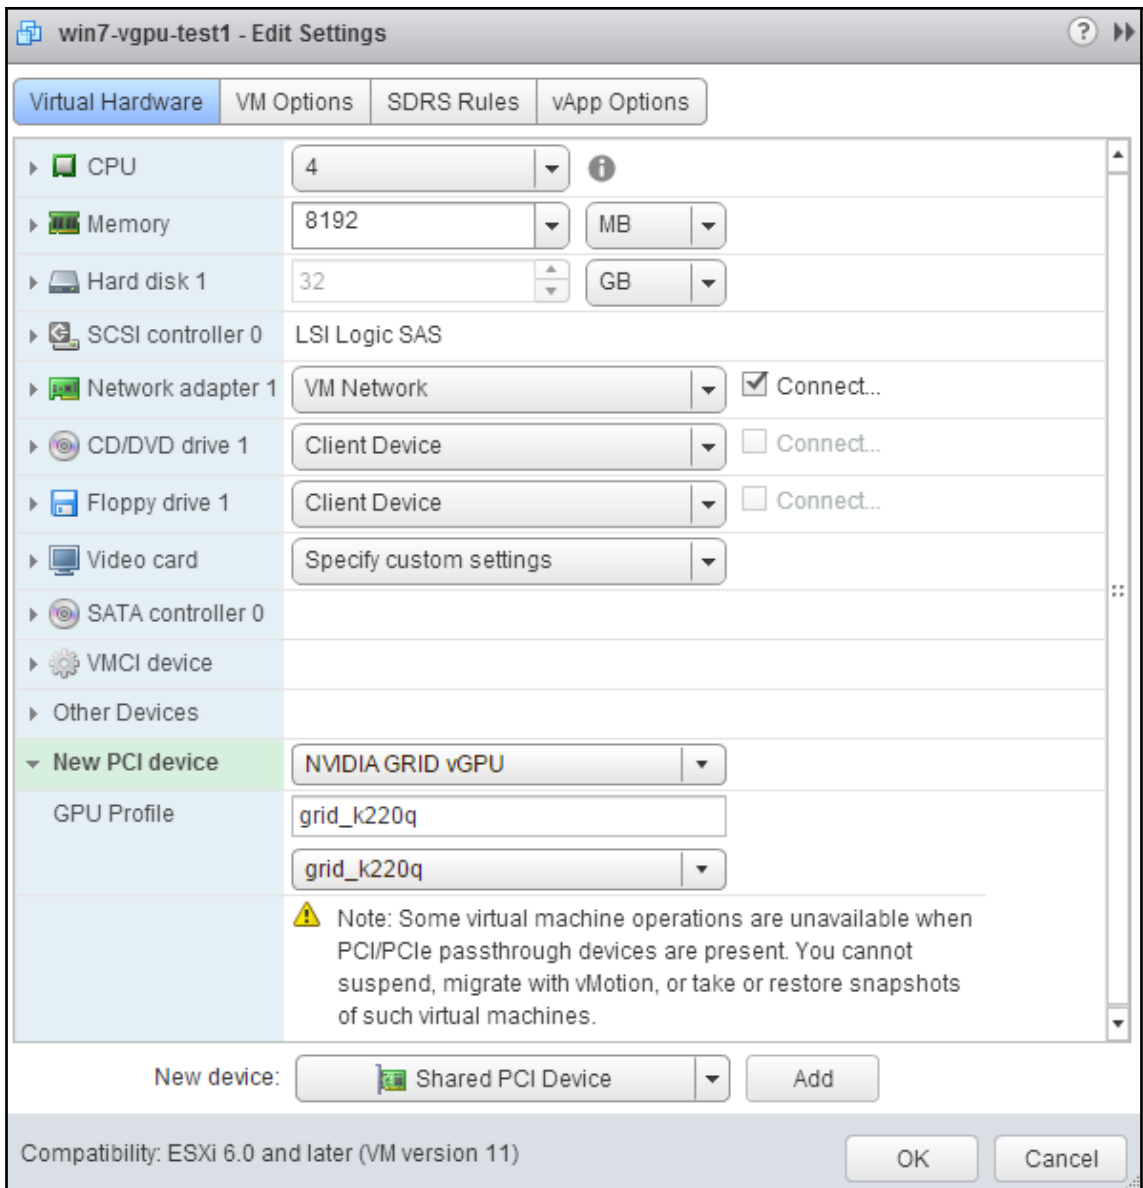 win7-vgpu-test1 - Edit Settings ?
Virtual Hardware VM Options SDRS Rules vApp Options
CPU 4
Memory 8192 MB
Hard disk 1 32 GB
SCSI controller 0 LSI Logic SAS
Network adapter 1 VM Network Connect...
CD/DVD drive 1 Client Device Connect...
Floppy drive 1 Client Device Connect...
Video card Specify custom settings
SATA controller 0
VMCI device
Other Devices
New PCI device NVIDIA GRID vGPU
GPU Profile grid_k220q
grid_k220q
Note: Some virtual machine operations are unavailable when
PCI/PCIe passthrough devices are present. You cannot
suspend, migrate with vMotion, or take or restore snapshots
of such virtual machines.
New device: Shared PCI Device Add
Compatibility: ESXi 6.0 and later (VM version 11) OK Cancel